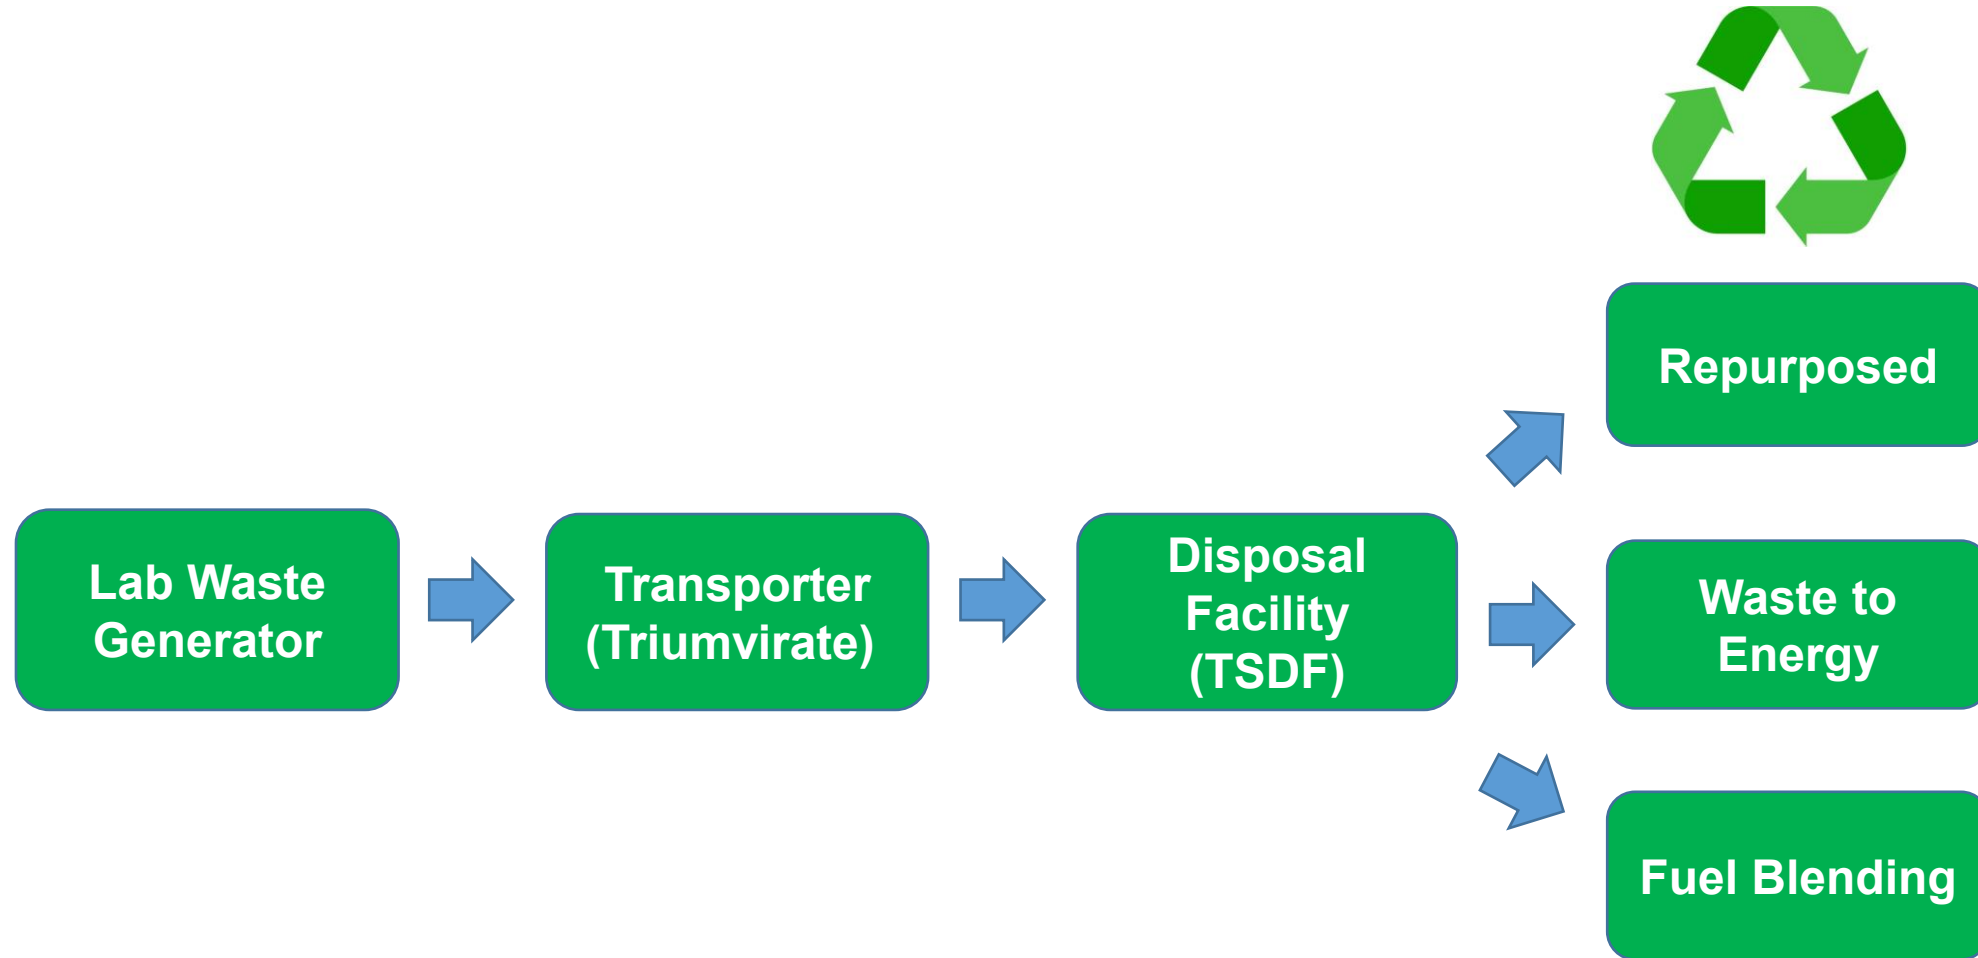 Lab Waste
Generator
Transporter
(Triumvirate)
Disposal
Facility
(TSDF)
Repurposed
Waste to
Energy
Fuel Blending